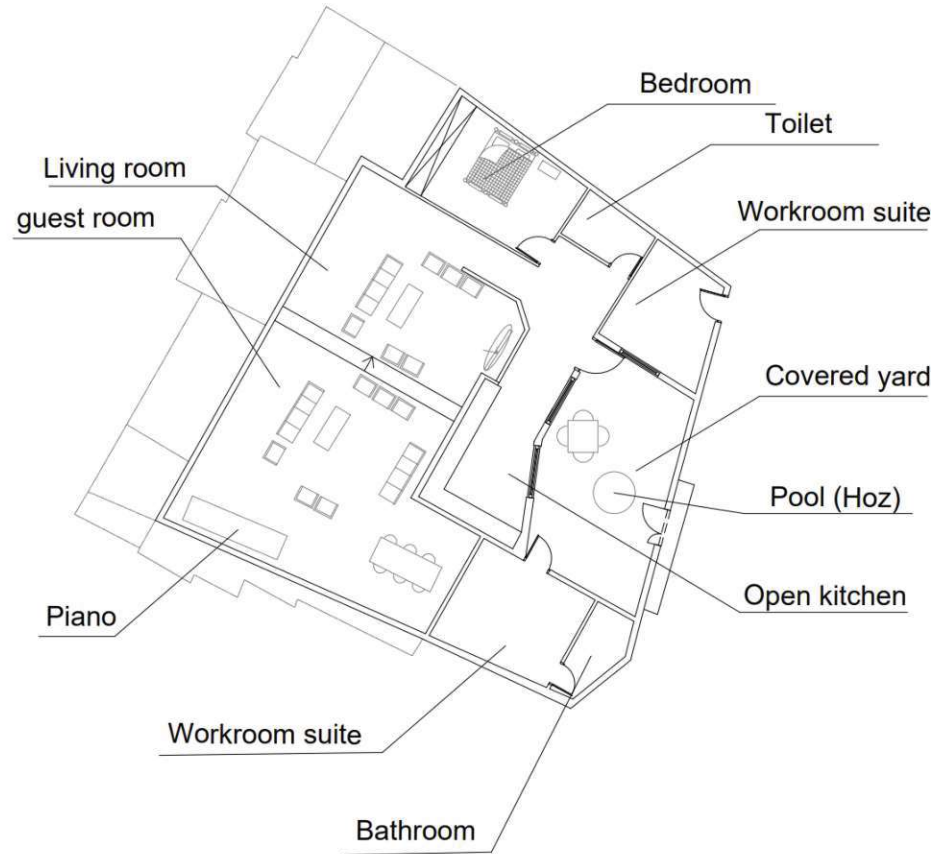 Bedroom
Toilet
Living room
guest room
Workroom suite
Covered yard
Pool (Hoz)
Open kitchen
Piano
Workroom suite
Bathroom